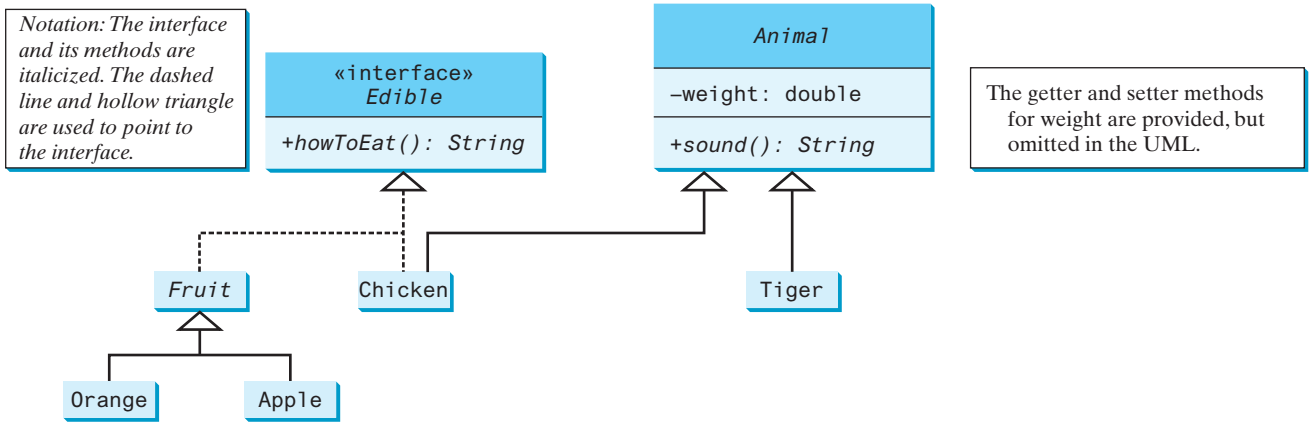 Notation: The interface
and its methods are
italicized. The dashed
line and hollow triangle
are used to point to
the interface.
«interface»
Edible
+howToEat(): String
Animal
–weight: double
+sound(): String
The getter and setter methods
for weight are provided, but
omitted in the UML.
Fruit
Chicken
Tiger
Orange
Apple